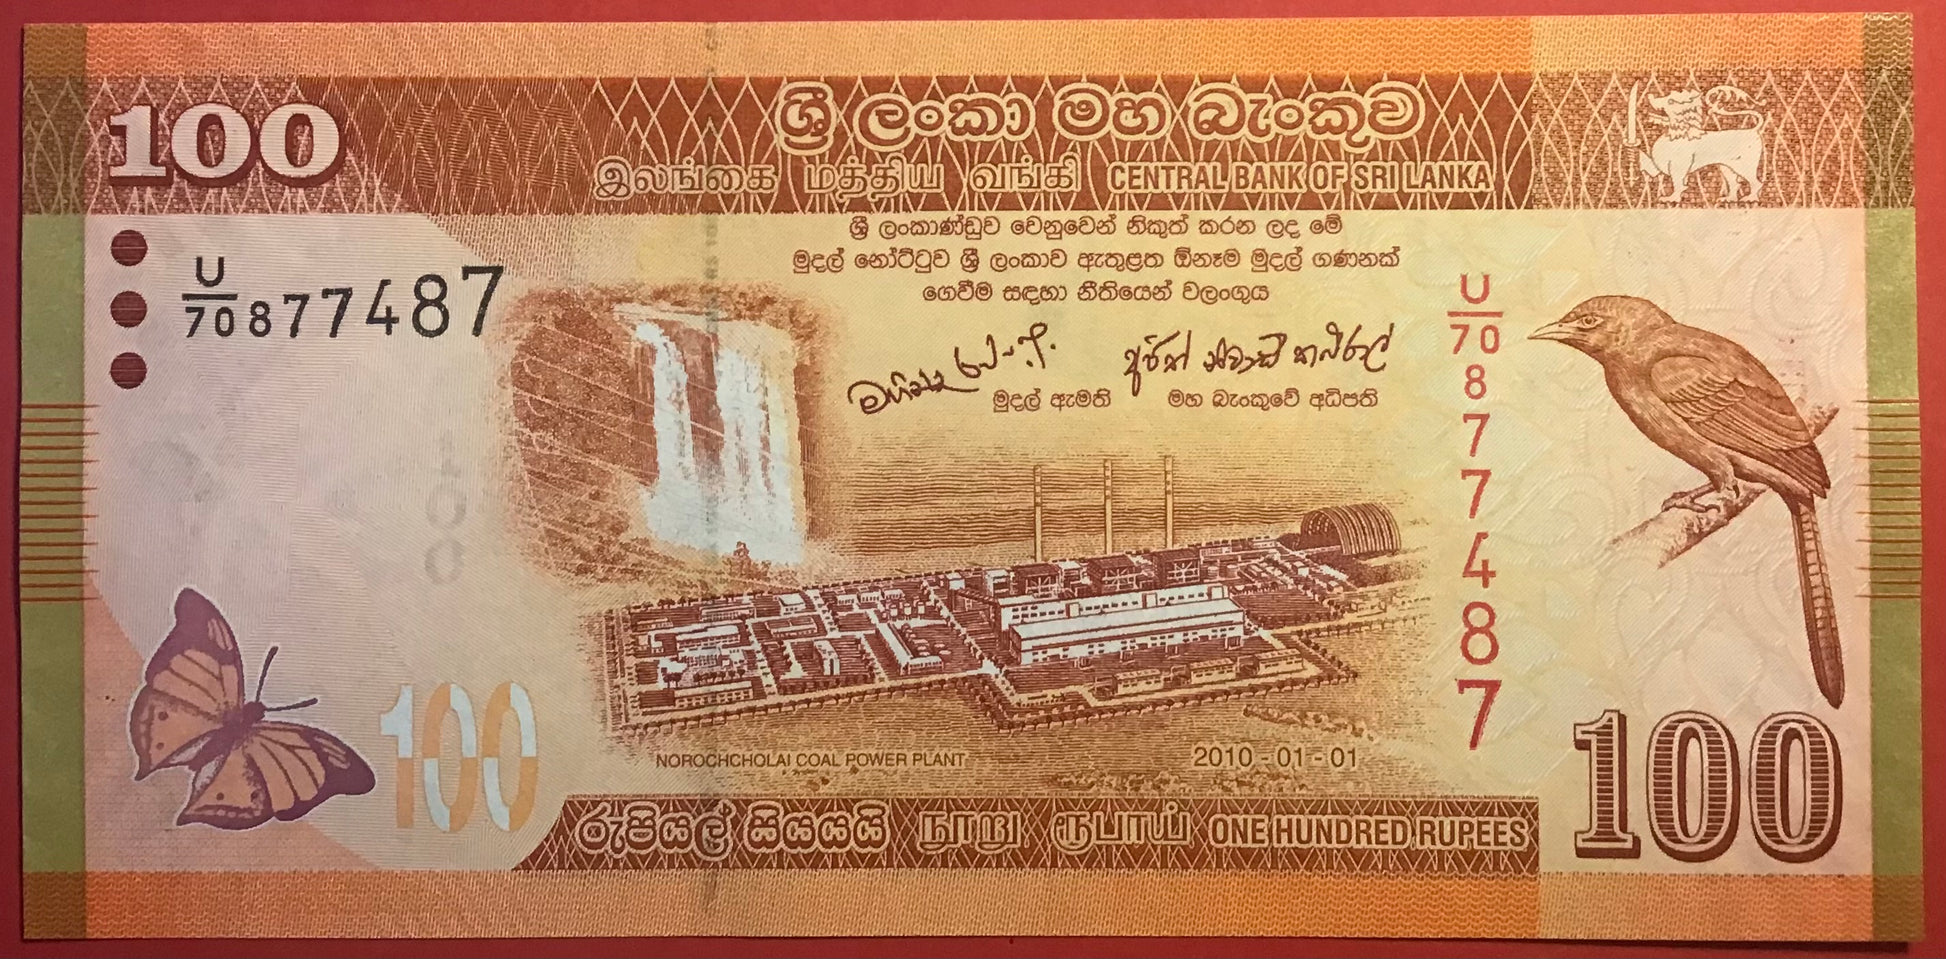 100
ශ්‍රී ලංකා මහ බැංකුව
இலங்கை மத்திய வங்கி CENTRAL BANK OF SRI LANKA
ශ්‍රී ලංකාණ්ඩුව වෙනුවෙන් නිකුත් කරන ලද මේ
මුදල් නෝට්ටුව ශ්‍රී ලංකාව ඇතුළත ඕනෑම මුදල් ගණනක්
ගෙවීම සඳහා නීතියෙන් වලංගුය
U/70 877487
මුදල් ඇමති
මහ බැංකුවේ අධිපති
U/70 877487
100
NOROCHCHOLAI COAL POWER PLANT
2010-01-01
100
රුපියල් සියයයි நூறு ரூபாய் ONE HUNDRED RUPEES
100